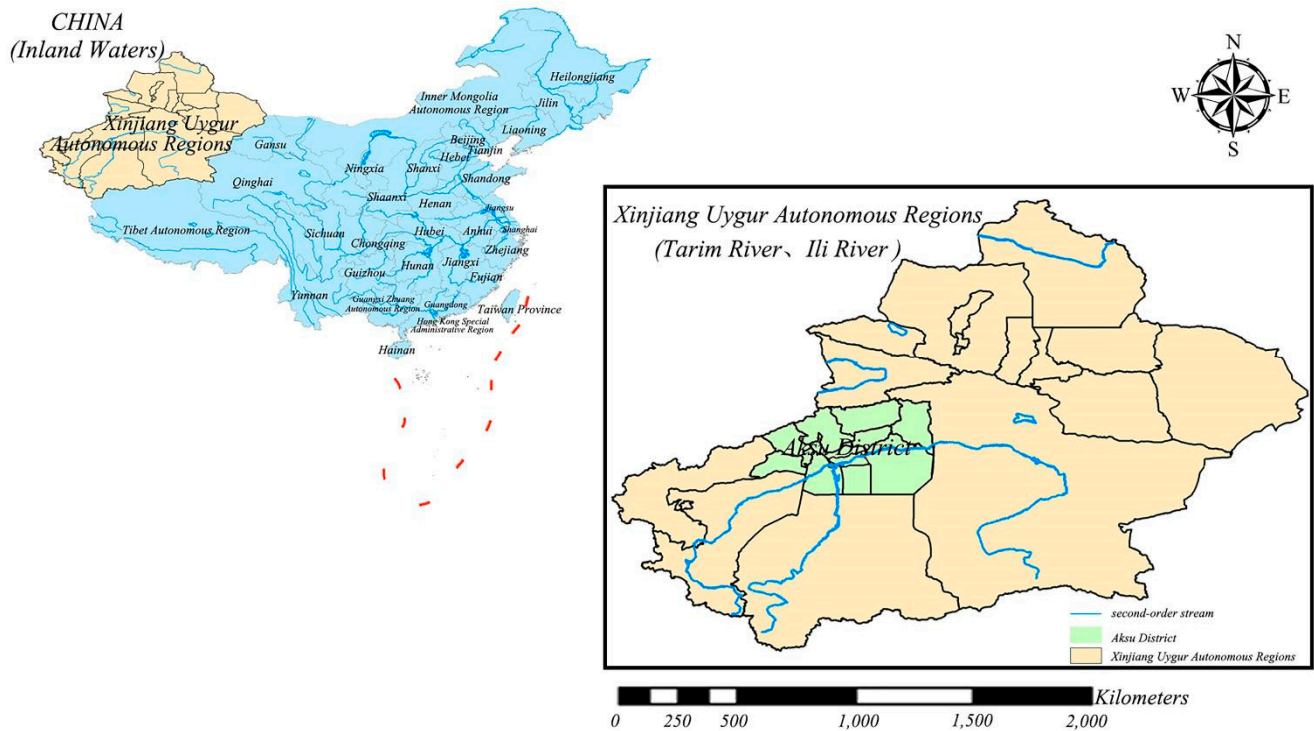 CHINA
(Inland Waters)
Xinjiang Uygur
Autonomous Regions
Heilongjiang
Inner Mongolia
Autonomous Region
Jilin
Liaoning
Beijing
Tianjin
Hebei
Gansu
Ningxia
Shanxi
Shandong
Qinghai
Shaanxi
Henan
Jiangsu
Tibet Autonomous Region
Sichuan
Chongqing
Hubei
Anhui
Shanghai
Zhejiang
Guizhou
Hunan
Jiangxi
Fujian
Yunnan
Guangxi Zhuang
Autonomous Region
Guangdong
Taiwan Province
Hong Kong Special
Administrative Region
Hainan
N
W
E
S
Xinjiang Uygur Autonomous Regions
(Tarim River、Ili River )
Aksu District
second-order stream
Aksu District
Xinjiang Uygur Autonomous Regions
Kilometers
0 250 500 1,000 1,500 2,000